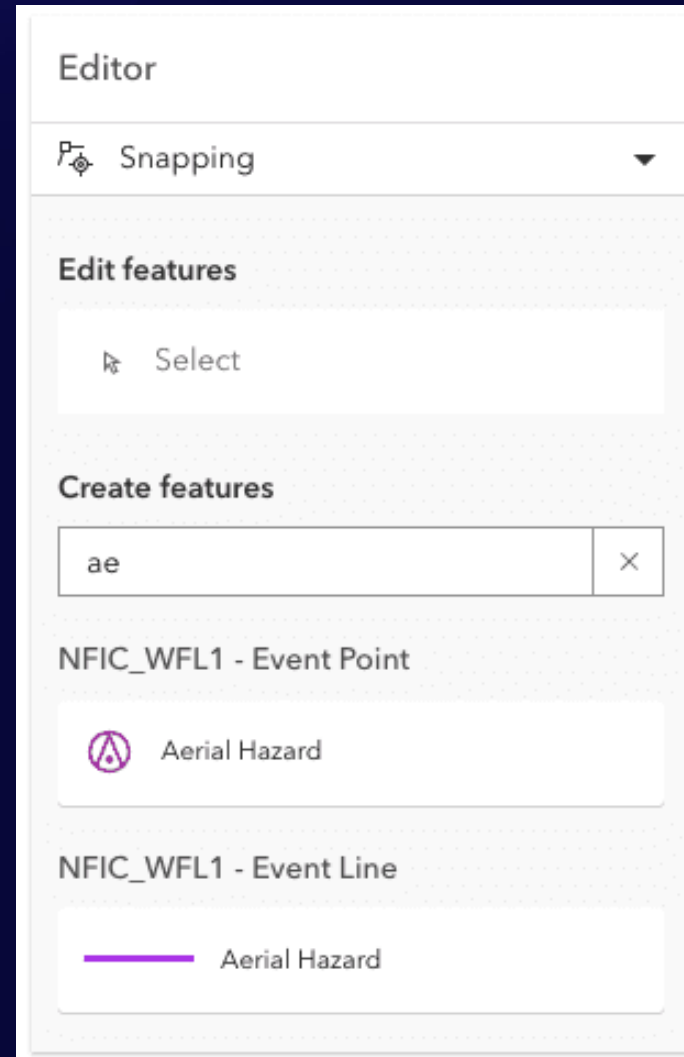 Editor
Snapping
Edit features
Select
Create features
ae
NFIC_WFL1 - Event Point
Aerial Hazard
NFIC_WFL1 - Event Line
Aerial Hazard